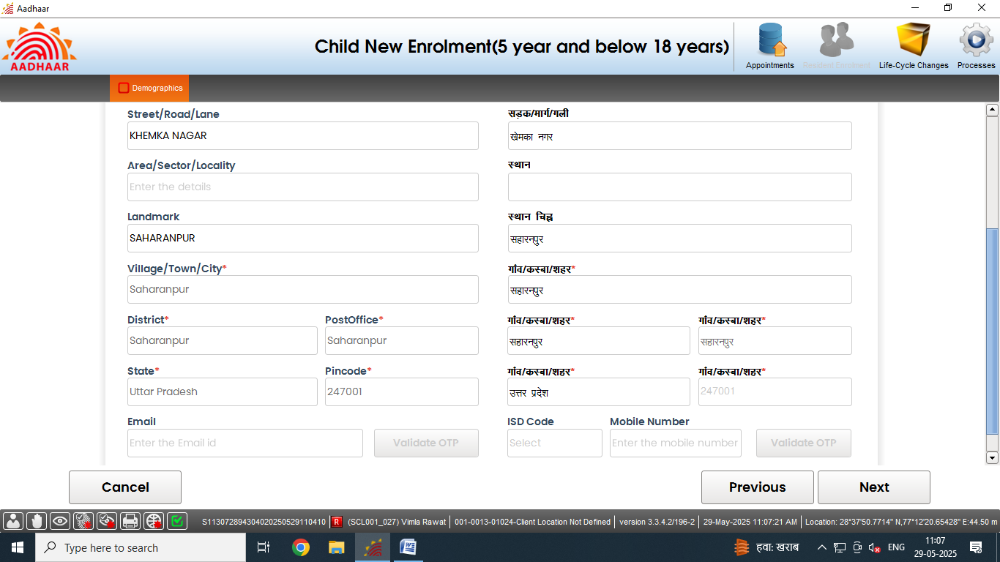 Aadhaar
AADHAAR
Child New Enrolment(5 year and below 18 years)
Appointments
Resident Enrolment
Life-Cycle Changes
Processes
Demographics
Street/Road/Lane
सड़क/मार्ग/गली
KHEMKA NAGAR
खेमका नगर
Area/Sector/Locality
स्थान
Enter the details
Landmark
स्थान चिह्न
SAHARANPUR
सहारनपुर
Village/Town/City*
गांव/कस्बा/शहर*
Saharanpur
सहारनपुर
District* PostOffice*
गांव/कस्बा/शहर* गांव/कस्बा/शहर*
Saharanpur Saharanpur
सहारनपुर सहारनपुर
State* Pincode*
गांव/कस्बा/शहर* गांव/कस्बा/शहर*
Uttar Pradesh 247001
उत्तर प्रदेश 247001
Email
ISD Code Mobile Number
Enter the Email id Validate OTP
Select Enter the mobile number Validate OTP
Cancel Previous Next
S113072894304020250529110410 R (SCL001_027) Vimla Rawat 001-0013-01024-Client Location Not Defined version 3.3.4.2/196-2 29-May-2025 11:07:21 AM Location: 28°37'50.7714" N,77°12'20.65428" E:44.50 m
Type here to search
हवा: खराब
ENG
11:07
29-05-2025